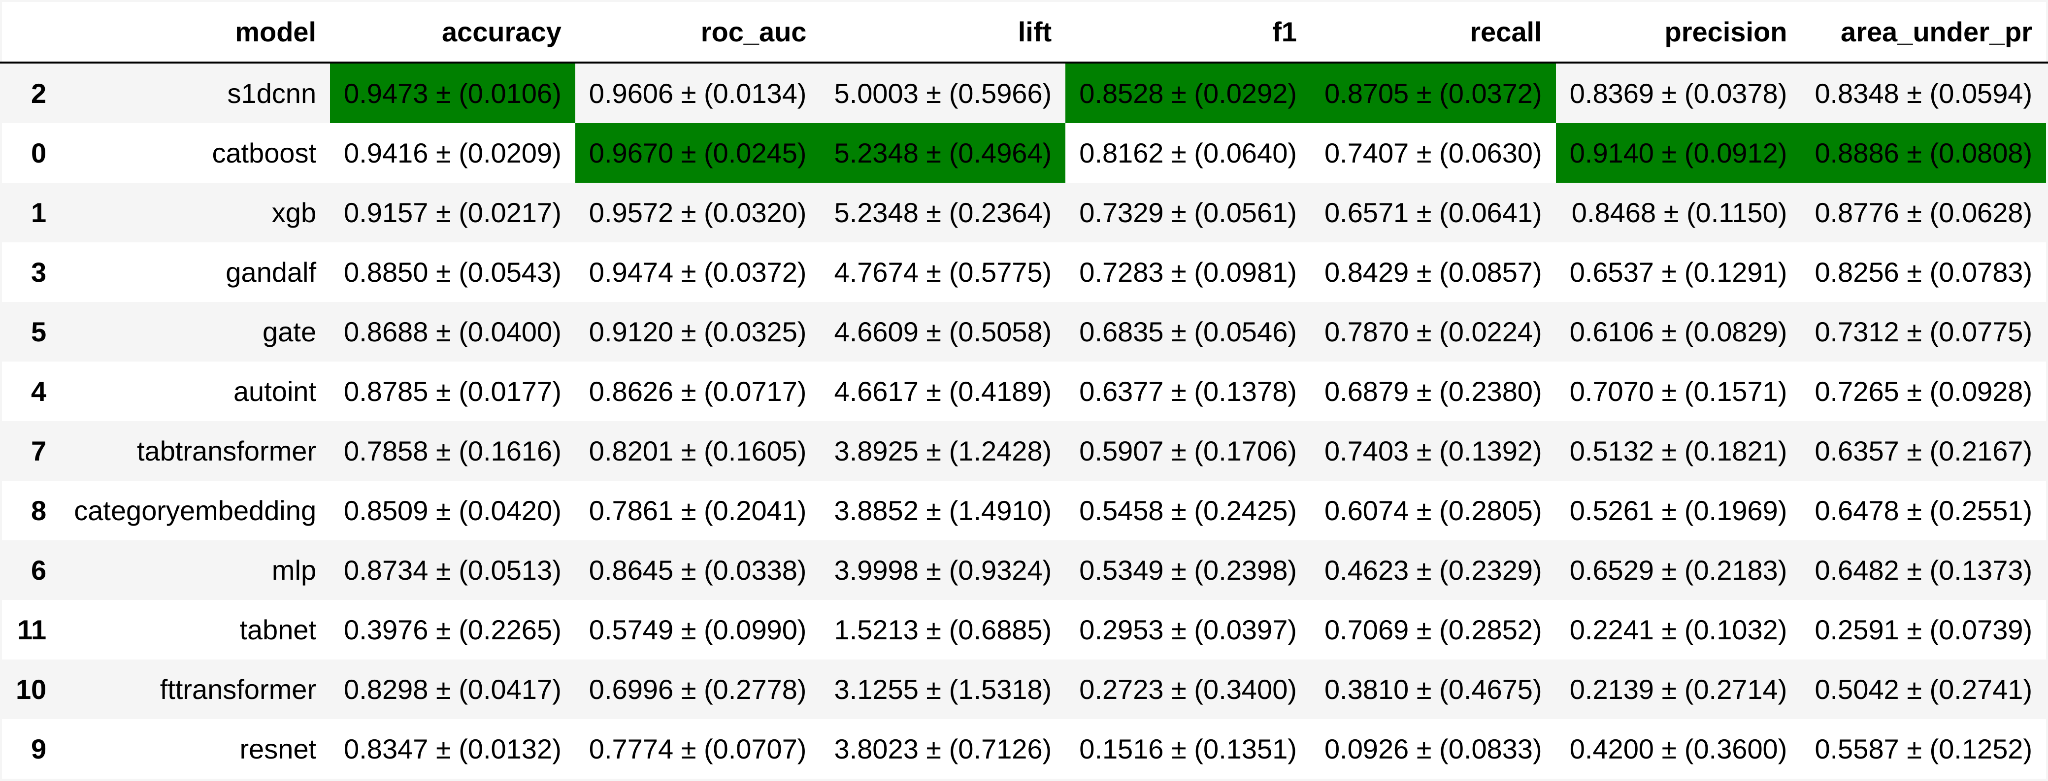 model accuracy roc_auc lift f1 recall precision area_under_pr
2 s1dcnn 0.9473 ± (0.0106) 0.9606 ± (0.0134) 5.0003 ± (0.5966) 0.8528 ± (0.0292) 0.8705 ± (0.0372) 0.8369 ± (0.0378) 0.8348 ± (0.0594)
0 catboost 0.9416 ± (0.0209) 0.9670 ± (0.0245) 5.2348 ± (0.4964) 0.8162 ± (0.0640) 0.7407 ± (0.0630) 0.9140 ± (0.0912) 0.8886 ± (0.0808)
1 xgb 0.9157 ± (0.0217) 0.9572 ± (0.0320) 5.2348 ± (0.2364) 0.7329 ± (0.0561) 0.6571 ± (0.0641) 0.8468 ± (0.1150) 0.8776 ± (0.0628)
3 gandalf 0.8850 ± (0.0543) 0.9474 ± (0.0372) 4.7674 ± (0.5775) 0.7283 ± (0.0981) 0.8429 ± (0.0857) 0.6537 ± (0.1291) 0.8256 ± (0.0783)
5 gate 0.8688 ± (0.0400) 0.9120 ± (0.0325) 4.6609 ± (0.5058) 0.6835 ± (0.0546) 0.7870 ± (0.0224) 0.6106 ± (0.0829) 0.7312 ± (0.0775)
4 autoint 0.8785 ± (0.0177) 0.8626 ± (0.0717) 4.6617 ± (0.4189) 0.6377 ± (0.1378) 0.6879 ± (0.2380) 0.7070 ± (0.1571) 0.7265 ± (0.0928)
7 tabtransformer 0.7858 ± (0.1616) 0.8201 ± (0.1605) 3.8925 ± (1.2428) 0.5907 ± (0.1706) 0.7403 ± (0.1392) 0.5132 ± (0.1821) 0.6357 ± (0.2167)
8 categoryembedding 0.8509 ± (0.0420) 0.7861 ± (0.2041) 3.8852 ± (1.4910) 0.5458 ± (0.2425) 0.6074 ± (0.2805) 0.5261 ± (0.1969) 0.6478 ± (0.2551)
6 mlp 0.8734 ± (0.0513) 0.8645 ± (0.0338) 3.9998 ± (0.9324) 0.5349 ± (0.2398) 0.4623 ± (0.2329) 0.6529 ± (0.2183) 0.6482 ± (0.1373)
11 tabnet 0.3976 ± (0.2265) 0.5749 ± (0.0990) 1.5213 ± (0.6885) 0.2953 ± (0.0397) 0.7069 ± (0.2852) 0.2241 ± (0.1032) 0.2591 ± (0.0739)
10 fttransformer 0.8298 ± (0.0417) 0.6996 ± (0.2778) 3.1255 ± (1.5318) 0.2723 ± (0.3400) 0.3810 ± (0.4675) 0.2139 ± (0.2714) 0.5042 ± (0.2741)
9 resnet 0.8347 ± (0.0132) 0.7774 ± (0.0707) 3.8023 ± (0.7126) 0.1516 ± (0.1351) 0.0926 ± (0.0833) 0.4200 ± (0.3600) 0.5587 ± (0.1252)